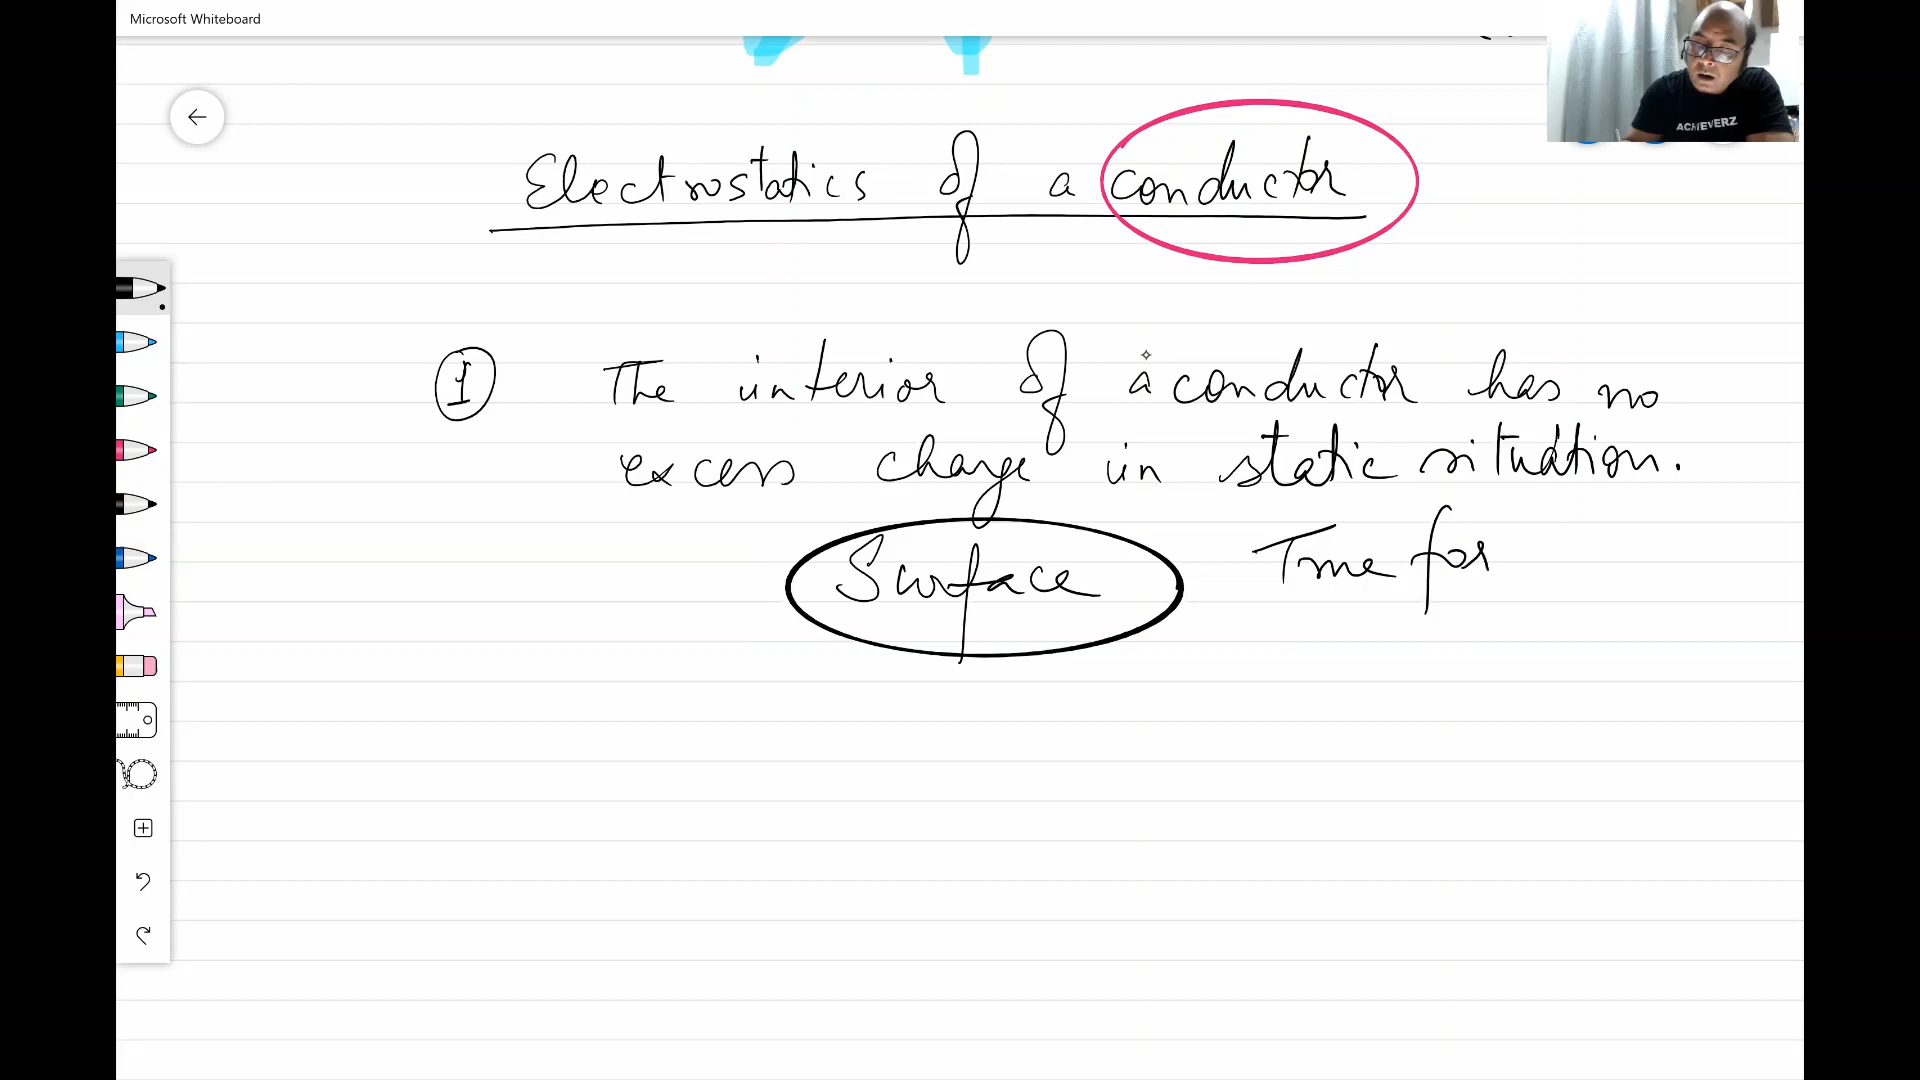 Microsoft Whiteboard
ACHIEVERZ
Electrostatics of a conductor
1 The interior of a conductor has no
excess charge in static situation.
Surface True for